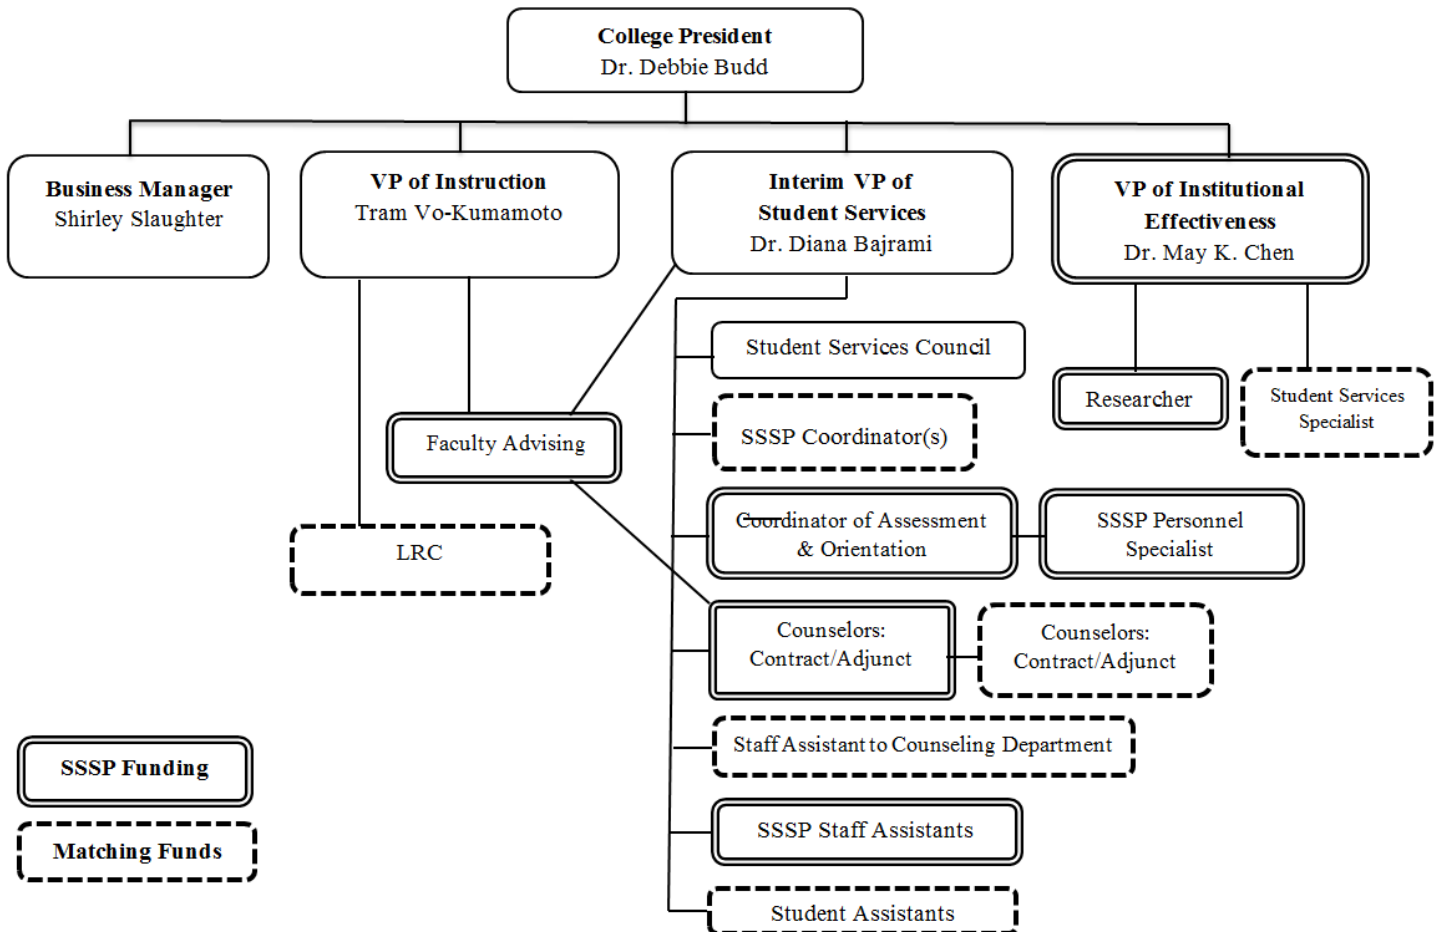 College President
Dr. Debbie Budd
Business Manager
Shirley Slaughter
VP of Instruction
Tram Vo-Kumamoto
Interim VP of
Student Services
Dr. Diana Bajrami
VP of Institutional
Effectiveness
Dr. May K. Chen
Student Services Council
Researcher
Student Services
Specialist
SSSP Coordinator(s)
Faculty Advising
Coordinator of Assessment
& Orientation
SSSP Personnel
Specialist
LRC
Counselors:
Contract/Adjunct
Counselors:
Contract/Adjunct
Staff Assistant to Counseling Department
SSSP Funding
SSSP Staff Assistants
Matching Funds
Student Assistants